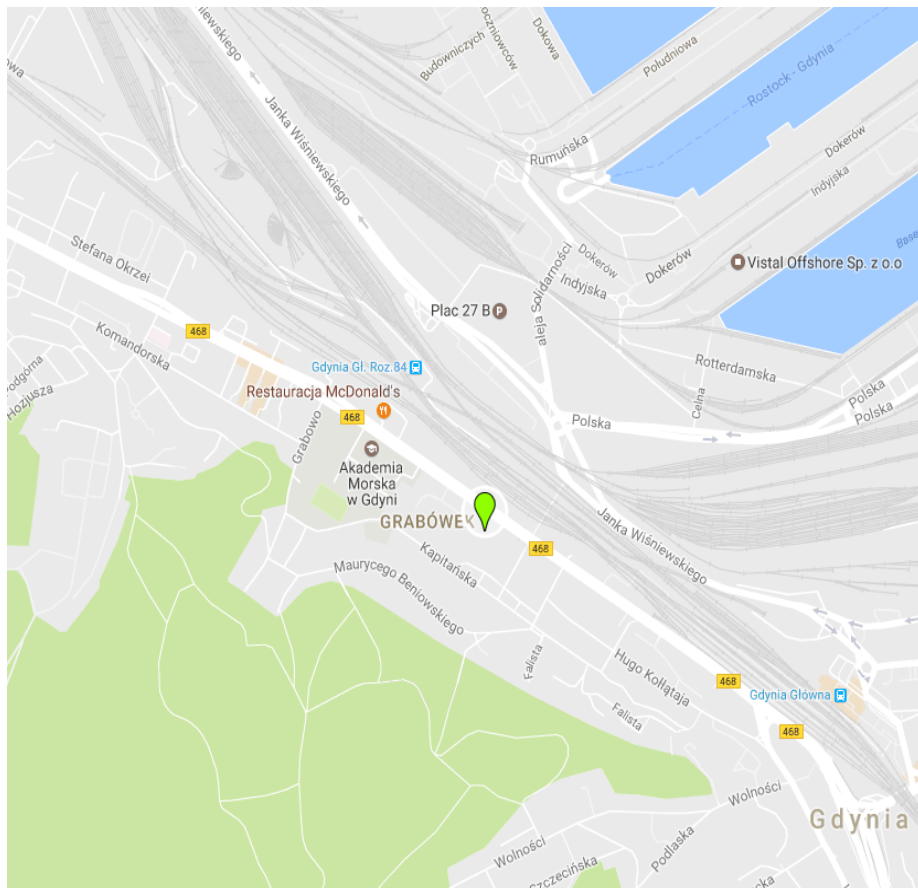 Południowa
Dokowa
Budowniczych
Rostock - Gdynia
Janka Wiśniewskiego
Rumuńska
Dokerów
Indyjska
Stefana Okrzei
Dokerów
Indyjska
Dokerów
aleja Solidarności
Vistal Offshore Sp. z o.o
Plac 27 B
P
468
Komandorska
Podgórna
Hozjusza
Gdynia Gł. Roz.84
Restauracja McDonald's
Rotterdamska
Celna
Polska
Polska
Polska
468
Grabowo
Akademia
Morska
w Gdyni
GRABÓWEK
468
Janka Wiśniewskiego
Kapitańska
Maurycego Beniowskiego
Falista
Hugo Kołłątaja
468
Gdynia Główna
Falista
468
Wolności
Gdynia
Podlaska
Wolności
Szczecińska